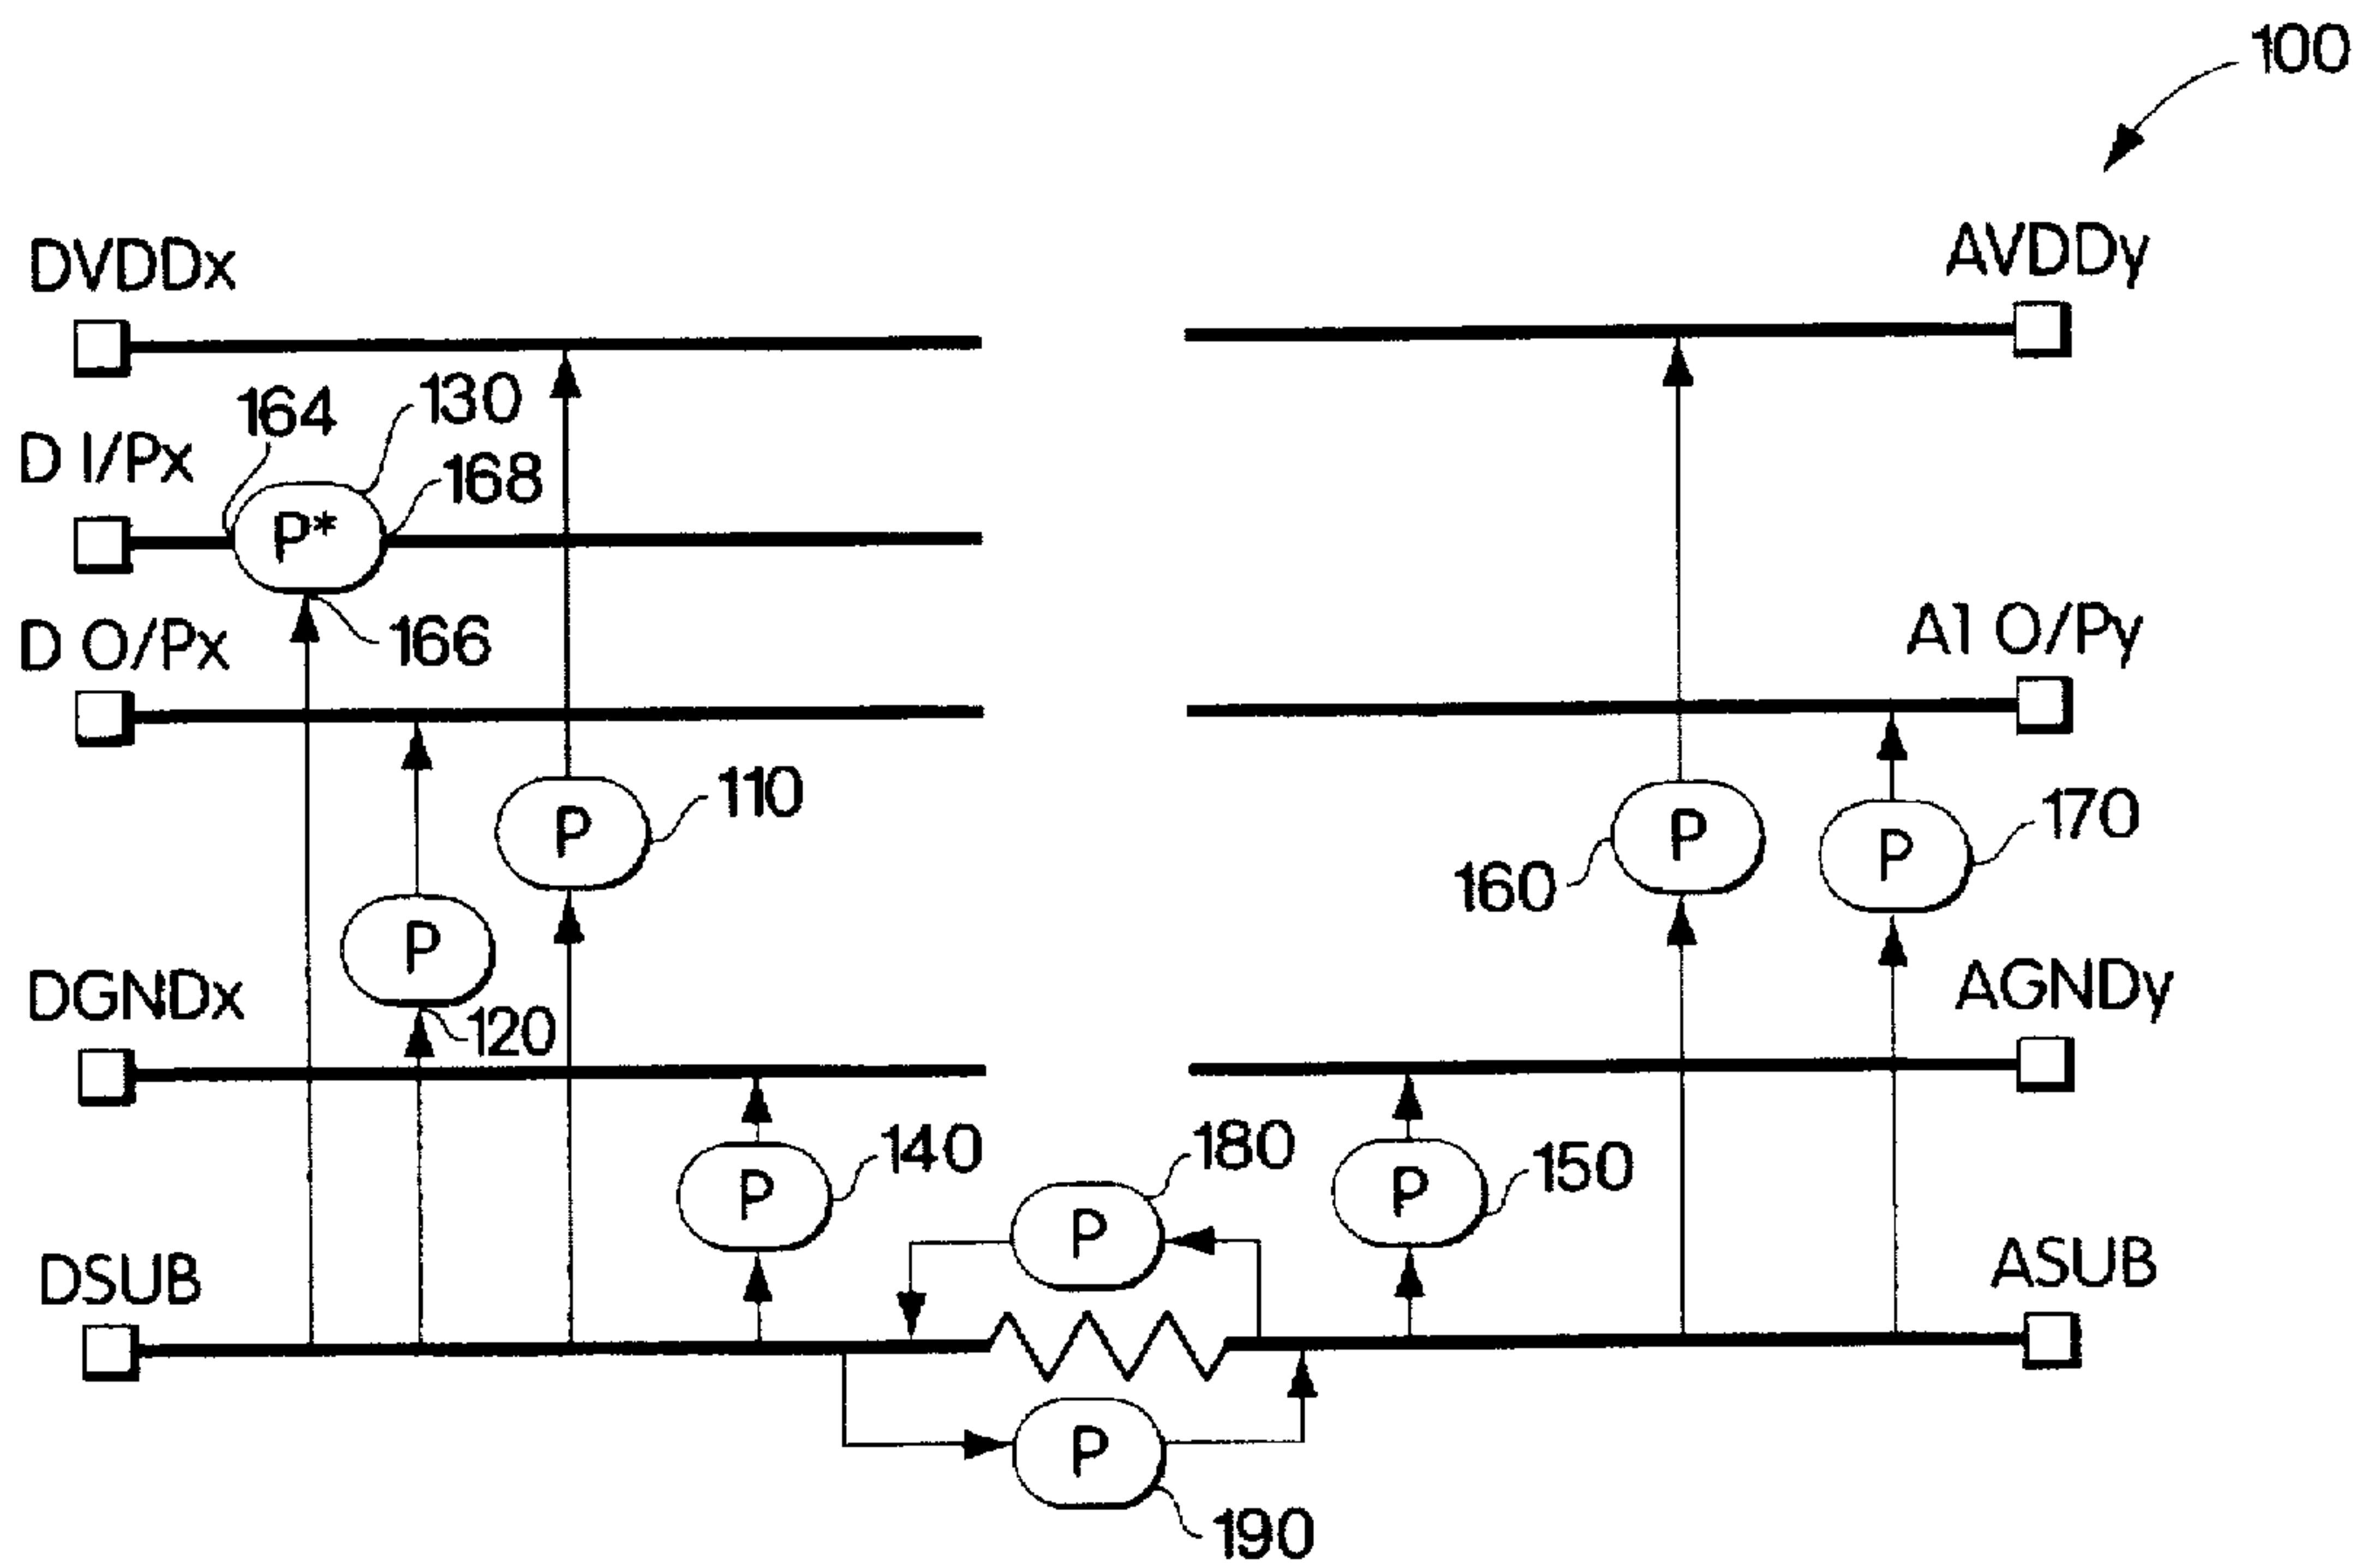 100
DVDDx
AVDDy
164
130
D I/Px
168
P*
166
D O/Px
A1 O/Py
110
P
P
170
160
P
P
P
120
DGNDx
AGNDy
140
180
150
P
P
P
DSUB
ASUB
P
190